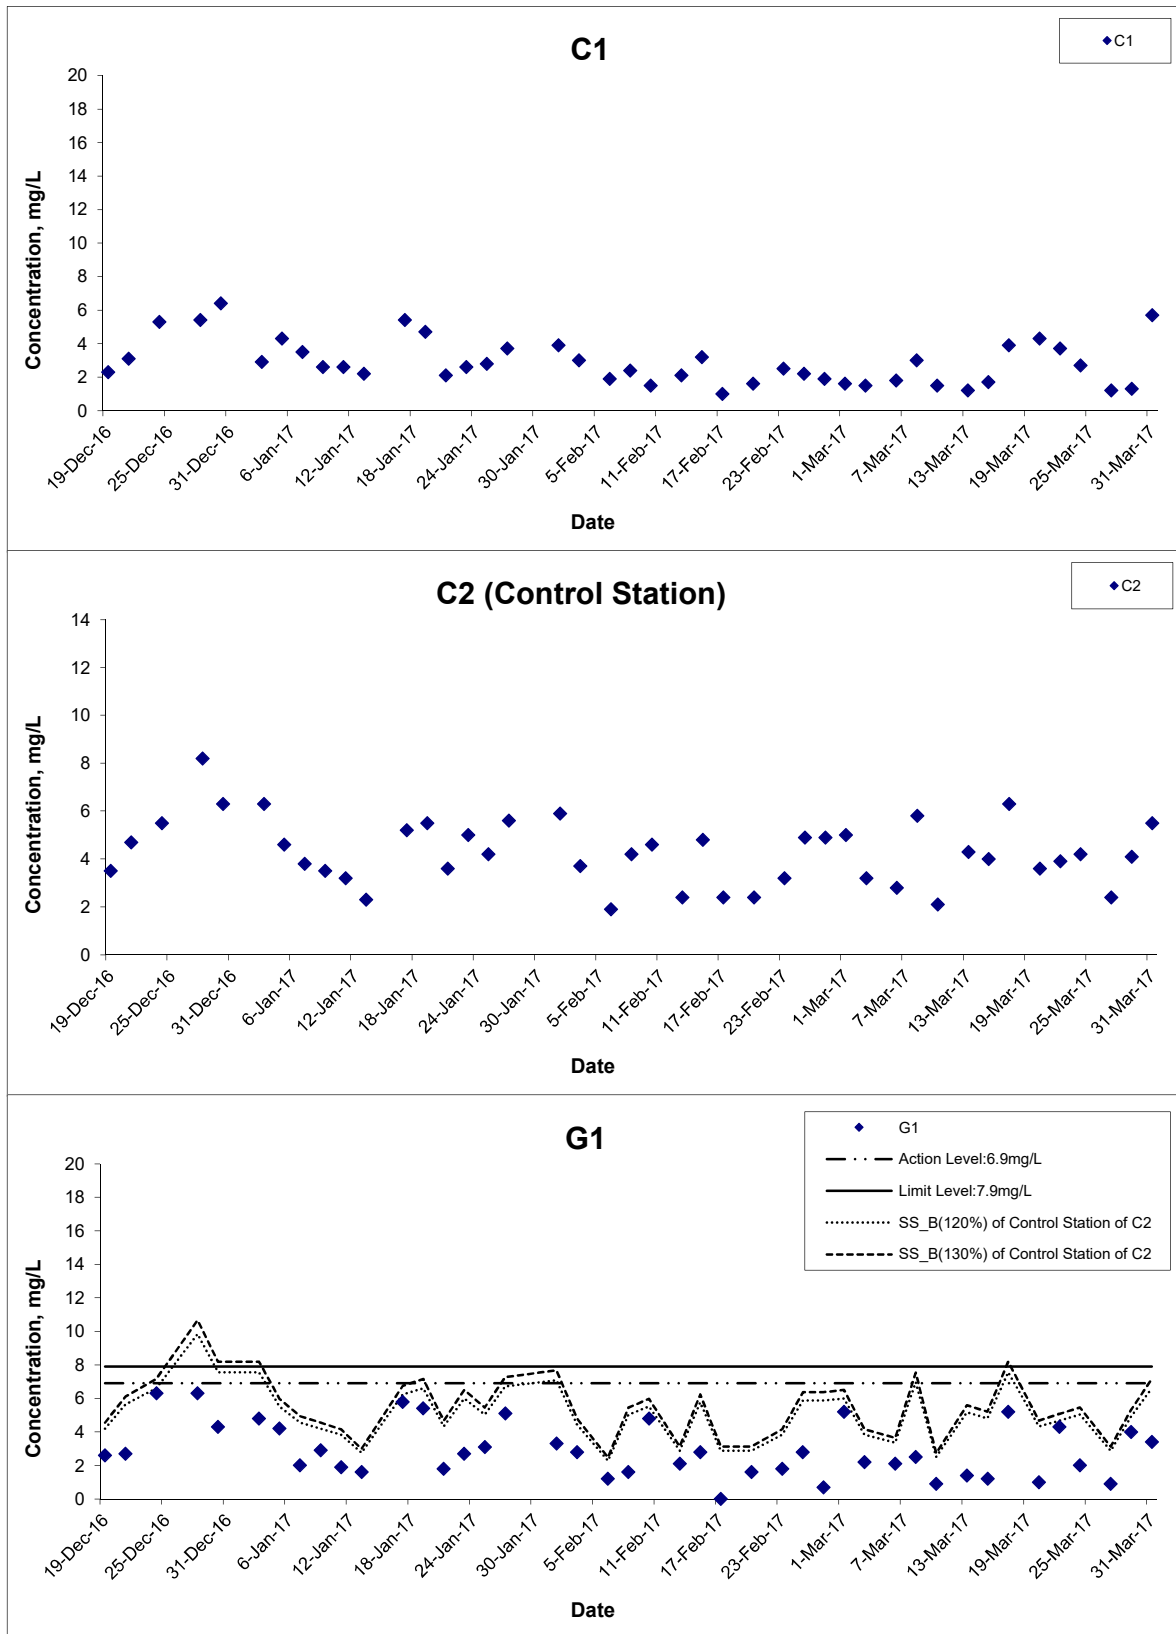 C1
C1
20
18
16
14
12
10
8
6
4
2
0
Concentration, mg/L
19-Dec-16
25-Dec-16
31-Dec-16
6-Jan-17
12-Jan-17
18-Jan-17
24-Jan-17
30-Jan-17
5-Feb-17
11-Feb-17
17-Feb-17
23-Feb-17
1-Mar-17
7-Mar-17
13-Mar-17
19-Mar-17
25-Mar-17
31-Mar-17
Date
C2 (Control Station)
C2
14
12
10
8
6
4
2
0
Concentration, mg/L
19-Dec-16
25-Dec-16
31-Dec-16
6-Jan-17
12-Jan-17
18-Jan-17
24-Jan-17
30-Jan-17
5-Feb-17
11-Feb-17
17-Feb-17
23-Feb-17
1-Mar-17
7-Mar-17
13-Mar-17
19-Mar-17
25-Mar-17
31-Mar-17
Date
G1
G1
Action Level:6.9mg/L
Limit Level:7.9mg/L
SS_B(120%) of Control Station of C2
SS_B(130%) of Control Station of C2
20
18
16
14
12
10
8
6
4
2
0
Concentration, mg/L
19-Dec-16
25-Dec-16
31-Dec-16
6-Jan-17
12-Jan-17
18-Jan-17
24-Jan-17
30-Jan-17
5-Feb-17
11-Feb-17
17-Feb-17
23-Feb-17
1-Mar-17
7-Mar-17
13-Mar-17
19-Mar-17
25-Mar-17
31-Mar-17
Date